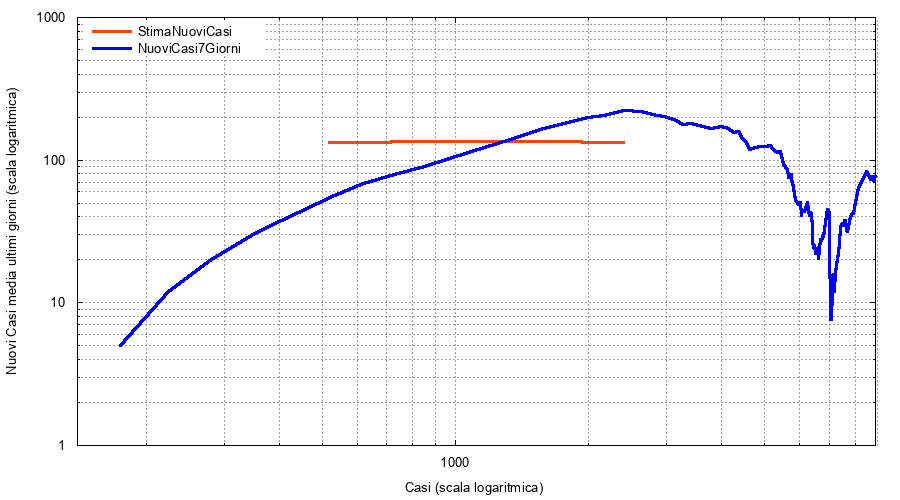 1000
StimaNuoviCasi
NuoviCasi7Giorni
100
10
1
1000
Nuovi Casi media ultimi giorni (scala logaritmica)
Casi (scala logaritmica)